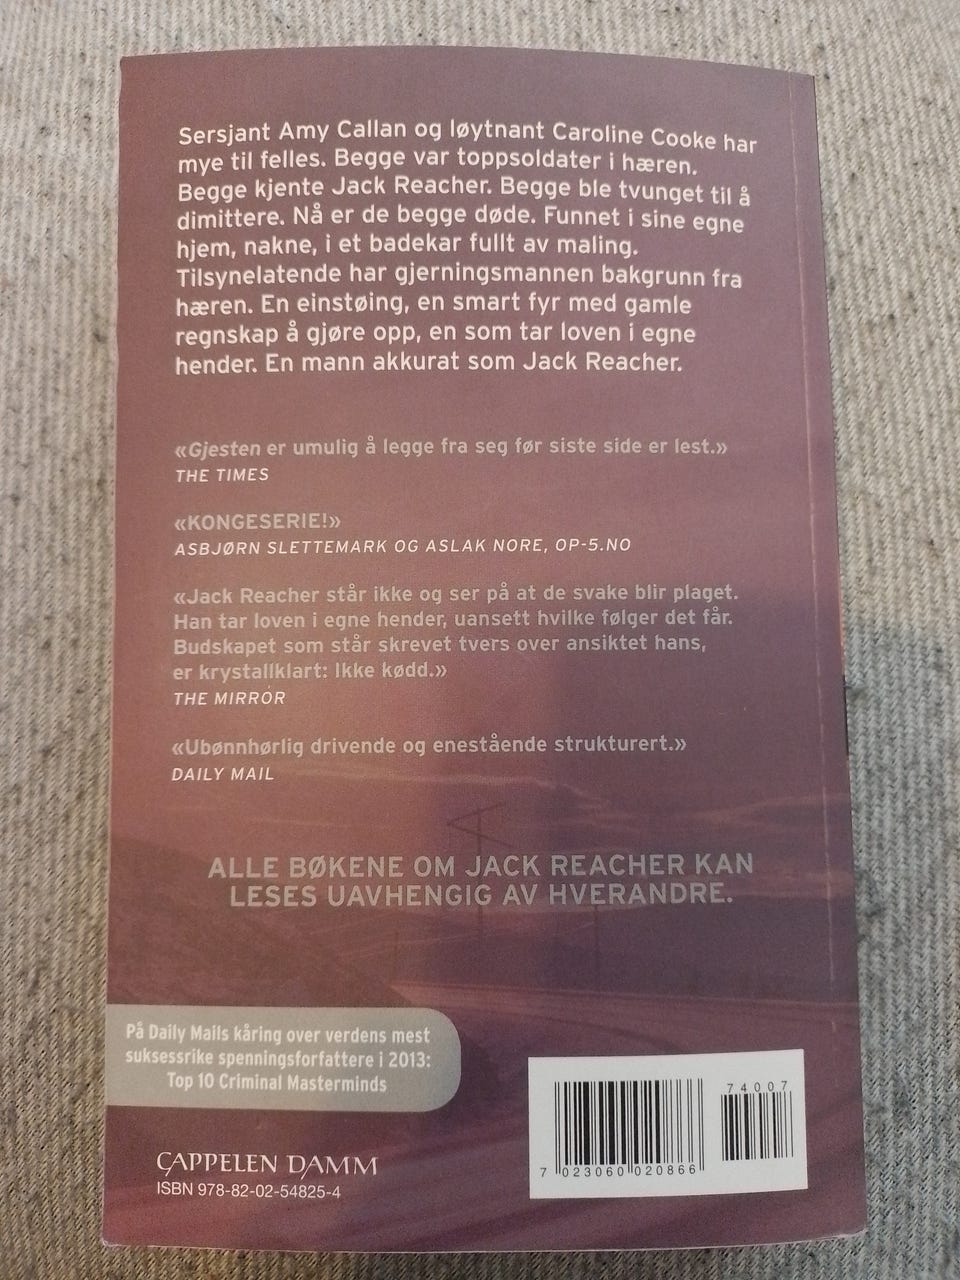 Sersjant Amy Callan og løytnant Caroline Cooke har
mye til felles. Begge var toppsoldater i hæren.
Begge kjente Jack Reacher. Begge ble tvunget til å
dimittere. Nå er de begge døde. Funnet i sine egne
hjem, nakne, i et badekar fullt av maling.
Tilsynelatende har gjerningsmannen bakgrunn fra
hæren. En einstøing, en smart fyr med gamle
regnskap å gjøre opp, en som tar loven i egne
hender. En mann akkurat som Jack Reacher.
«Gjesten er umulig å legge fra seg før siste side er lest.»
THE TIMES
«KONGESERIE!»
ASBJØRN SLETTEMARK OG ASLAK NORE, OP-5.NO
«Jack Reacher står ikke og ser på at de svake blir plaget.
Han tar loven i egne hender, uansett hvilke følger det får.
Budskapet som står skrevet tvers over ansiktet hans,
er krystallklart: Ikke kødd.»
THE MIRROR
«Ubønnhørlig drivende og enestående strukturert.»
DAILY MAIL
ALLE BØKENE OM JACK REACHER KAN
LESES UAVHENGIG AV HVERANDRE.
På Daily Mails kåring over verdens mest
suksessrike spenningsforfattere i 2013:
Top 10 Criminal Masterminds
CAPPELEN DAMM
ISBN 978-82-02-54825-4
74007
7 023060 020866